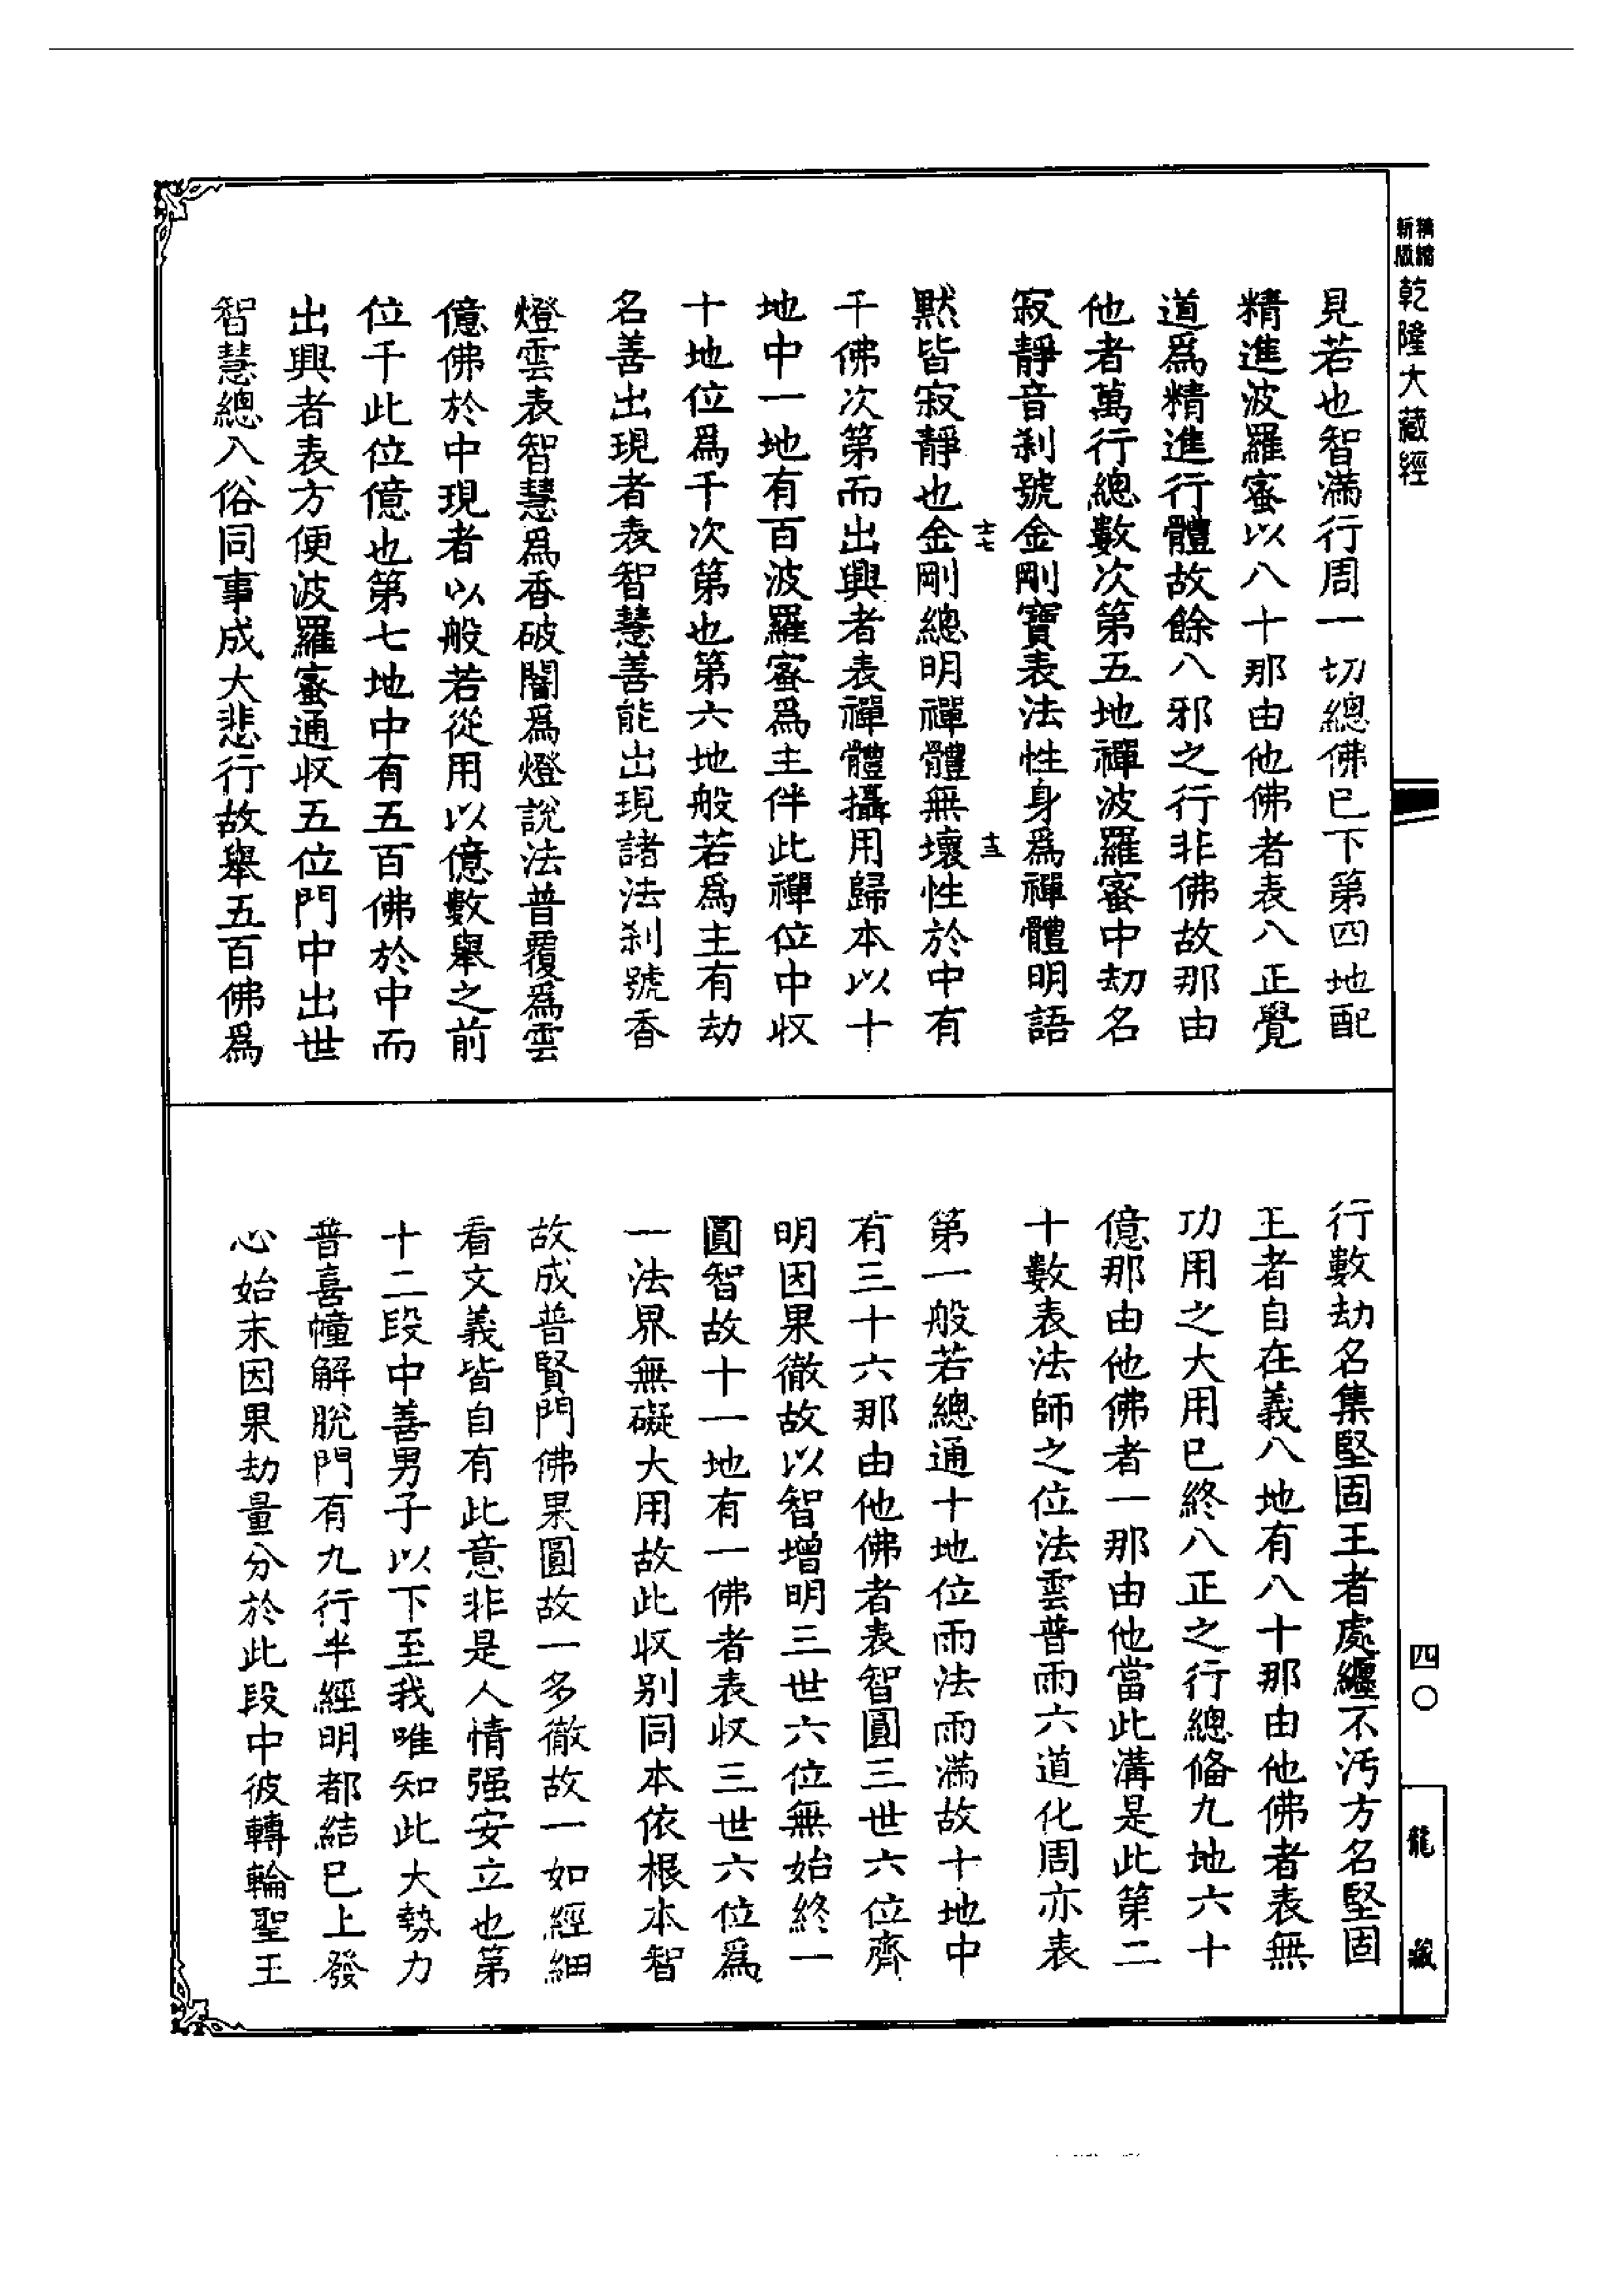 精縮
新版
乾隆大藏經
見若也智滿行周一切總佛已下第四地配
精進波羅蜜以八十那由他佛者表八正覺
道爲精進行體故餘八邪之行非佛故那由
他者萬行總數次第五地禪波羅蜜中劫名
寂靜音刹號金剛寶表法性身爲禪體明語
十七
十五
默皆寂靜也金剛總明禪體無壞性於中有
千佛次第而出興者表禪體攝用歸本以十
地中一地有百波羅蜜爲主伴此禪位中收
十地位爲千次第也第六地般若爲主有劫
名善出現者表智慧善能出現諸法刹號香
燈雲表智慧爲香破闇爲燈說法普覆爲雲
億佛於中現者以般若從用以億數舉之前
位千此位億也第七地中有五百佛於中而
出興者表方便波羅蜜通收五位門中出世
智慧總入俗同事成大悲行故舉五百佛爲
行數劫名集堅固王者處纏不污方名堅固
王者自在義八地有八十那由他佛者表無
功用之大用已終八正之行總俻九地六十
億那由他佛者一那由他當此溝是此第二
十數表法師之位法雲普雨六道化周亦表
第一般若總通十地位雨法雨滿故十地中
有三十六那由他佛者表智圓三世六位齊
明因果徹故以智增明三世六位無始終一
圓智故十一地有一佛者表收三世六位爲
一法界無礙大用故此收別同本依根本智
故成普賢門佛果圓故一多徹故一如經細
看文義皆自有此意非是人情强安立也第
十二段中善男子以下至我唯知此大勢力
普喜幢解脫門有九行半經明都結已上發
心始末因果劫量分於此段中彼轉輪聖王
四〇
龍藏